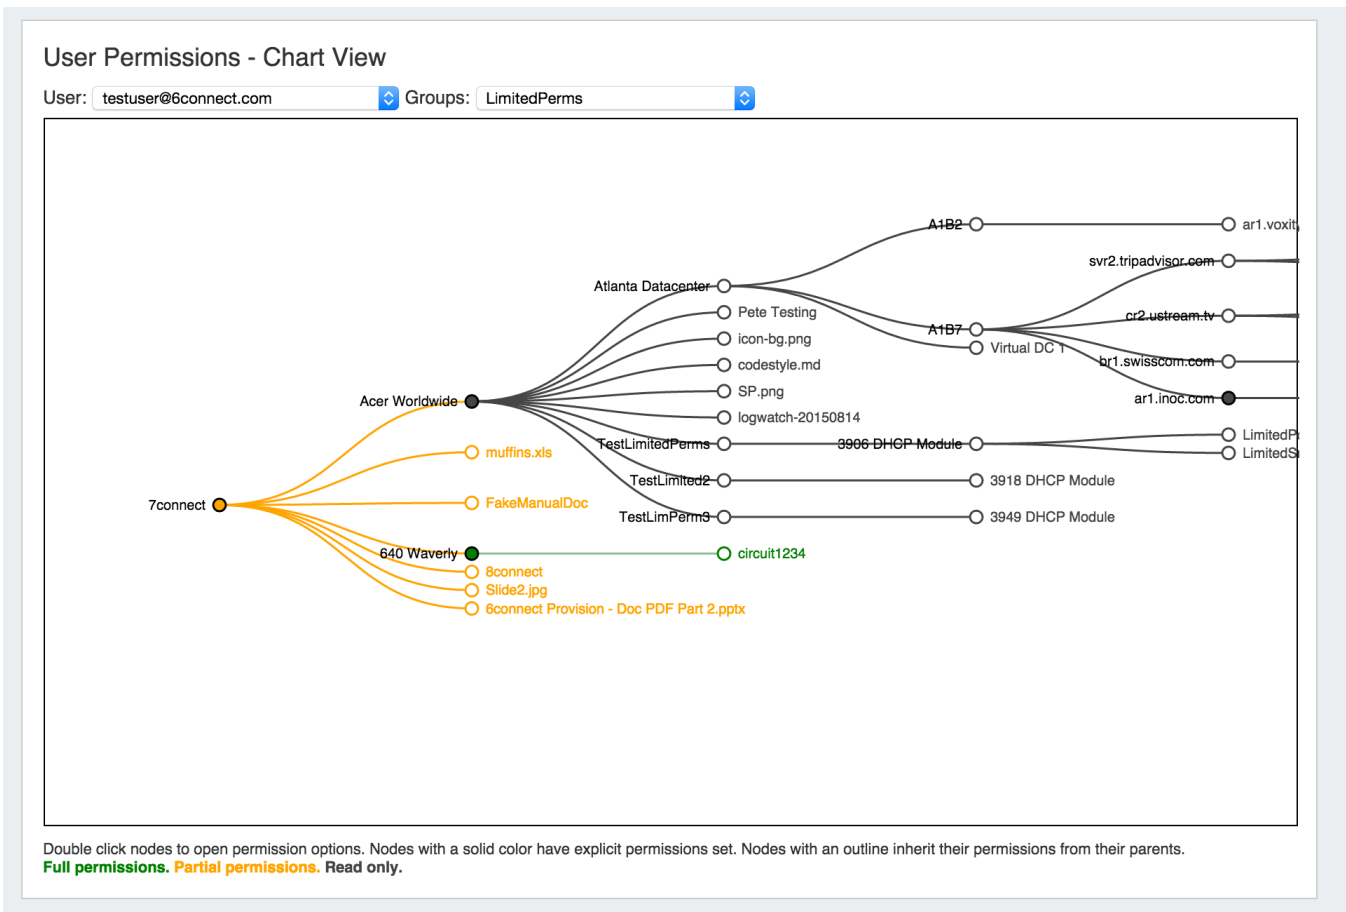 User Permissions - Chart View
User: testuser@6connect.com Groups: LimitedPerms
A1B2
ar1.voxit
svr2.tripadvisor.com
Atlanta Datacenter
Pete Testing
cr2.ustream.tv
A1B7
icon-bg.png
Virtual DC 1
br1.swisscom.com
codestyle.md
SP.png
ar1.inoc.com
Acer Worldwide
logwatch-20150814
LimitedP
TestLimitedPerms
3906 DHCP Module
LimitedS
muffins.xls
TestLimited2
3918 DHCP Module
7connect
FakeManualDoc
TestLimPerm3
3949 DHCP Module
640 Waverly
circuit1234
8connect
Slide2.jpg
6connect Provision - Doc PDF Part 2.pptx
Double click nodes to open permission options. Nodes with a solid color have explicit permissions set. Nodes with an outline inherit their permissions from their parents.
Full permissions. Partial permissions. Read only.